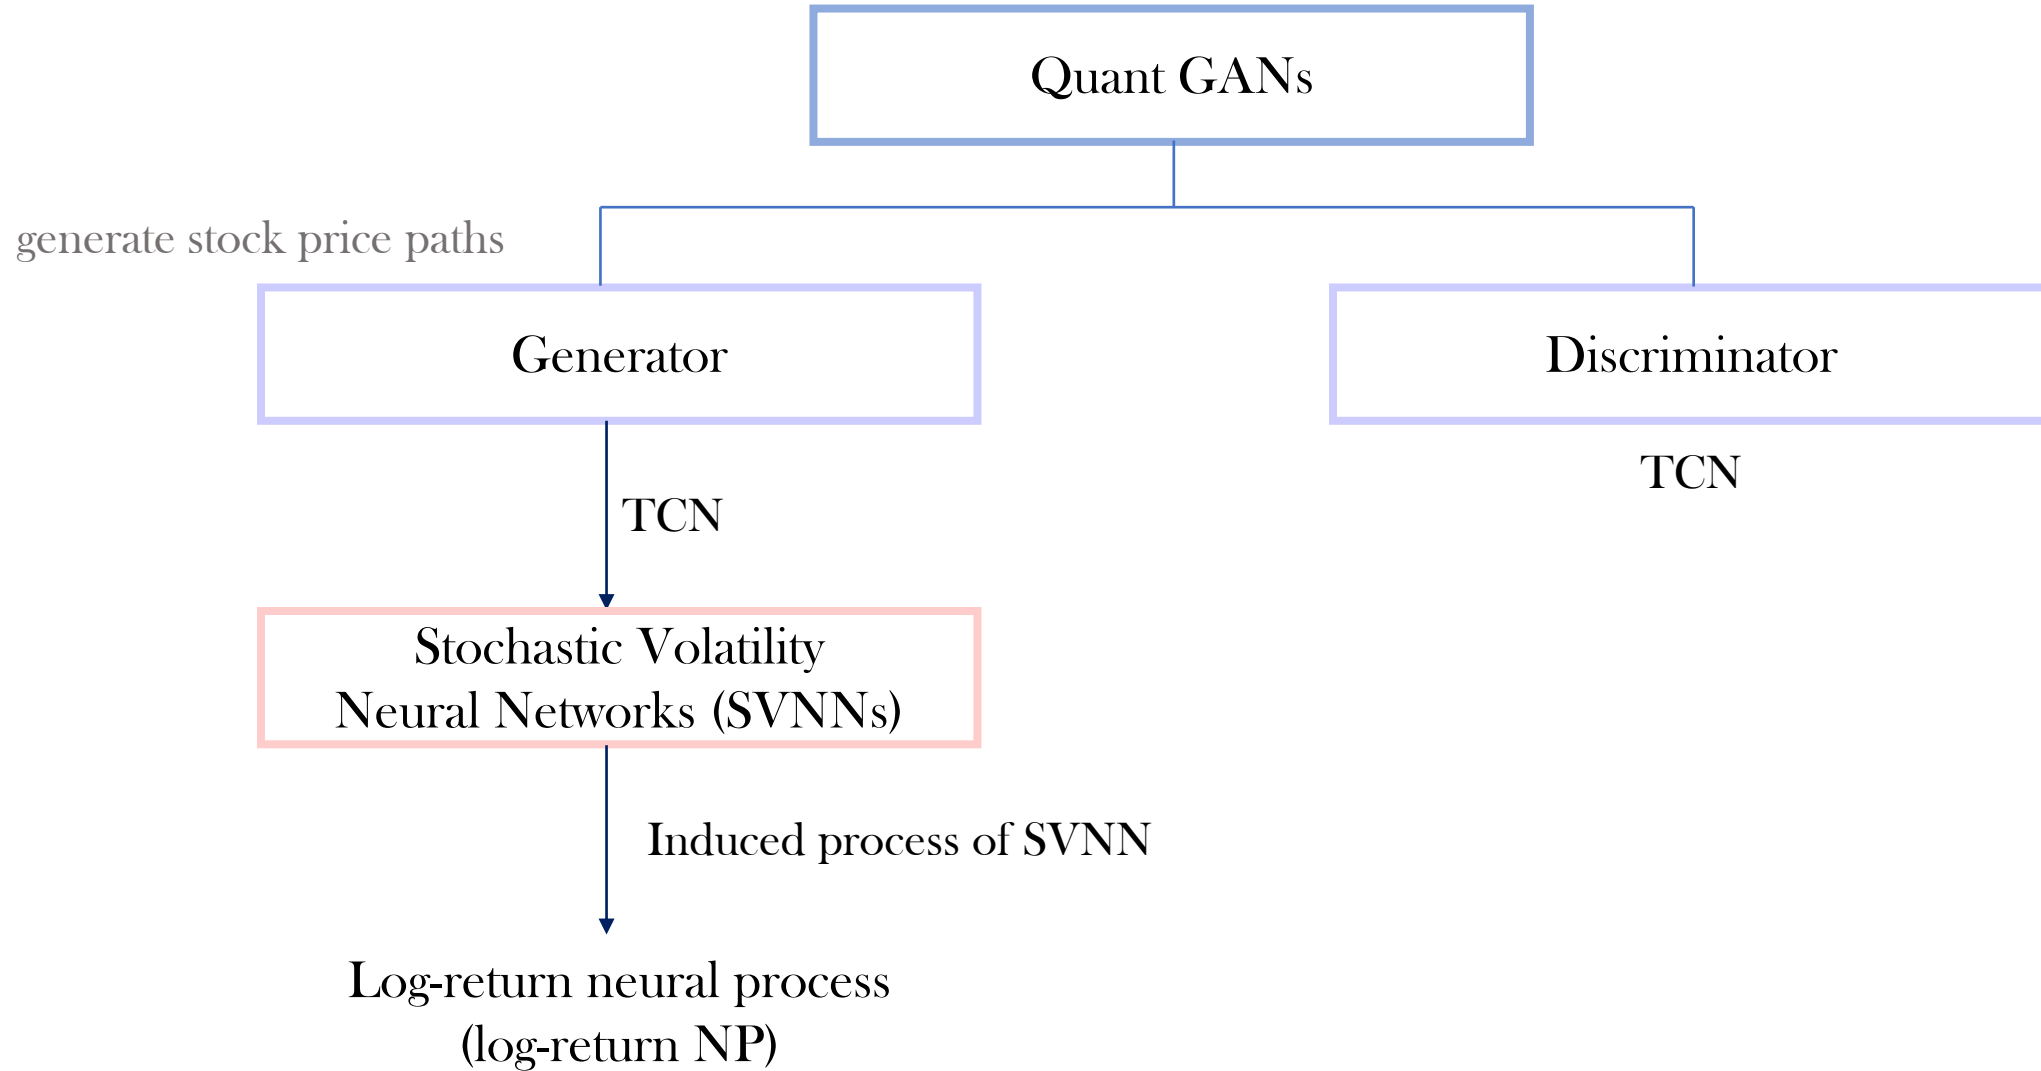 Quant GANs
generate stock price paths
Generator
Discriminator
TCN
TCN
Stochastic Volatility
Neural Networks (SVNNs)
Induced process of SVNN
Log-return neural process
(log-return NP)